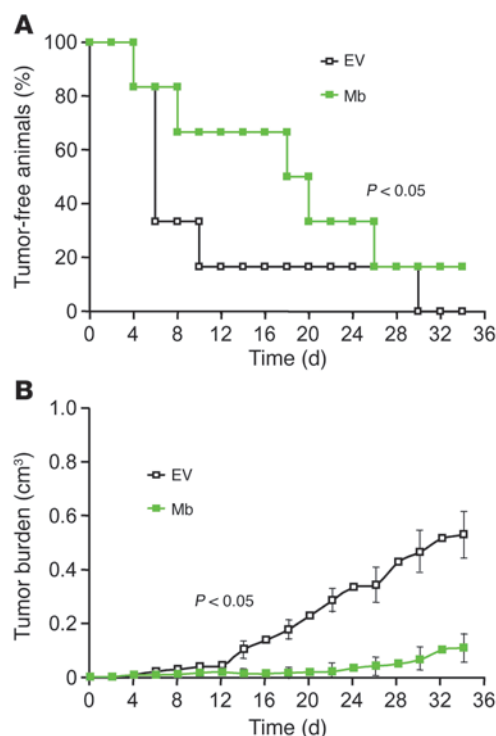 A
Tumor-free animals (%)
100
80
60
40
20
0
EV
Mb
P < 0.05
0 4 8 12 16 20 24 28 32 36
Time (d)
B
Tumor burden (cm³)
1.0
0.8
0.6
0.4
0.2
0
EV
Mb
P < 0.05
0 4 8 12 16 20 24 28 32 36
Time (d)